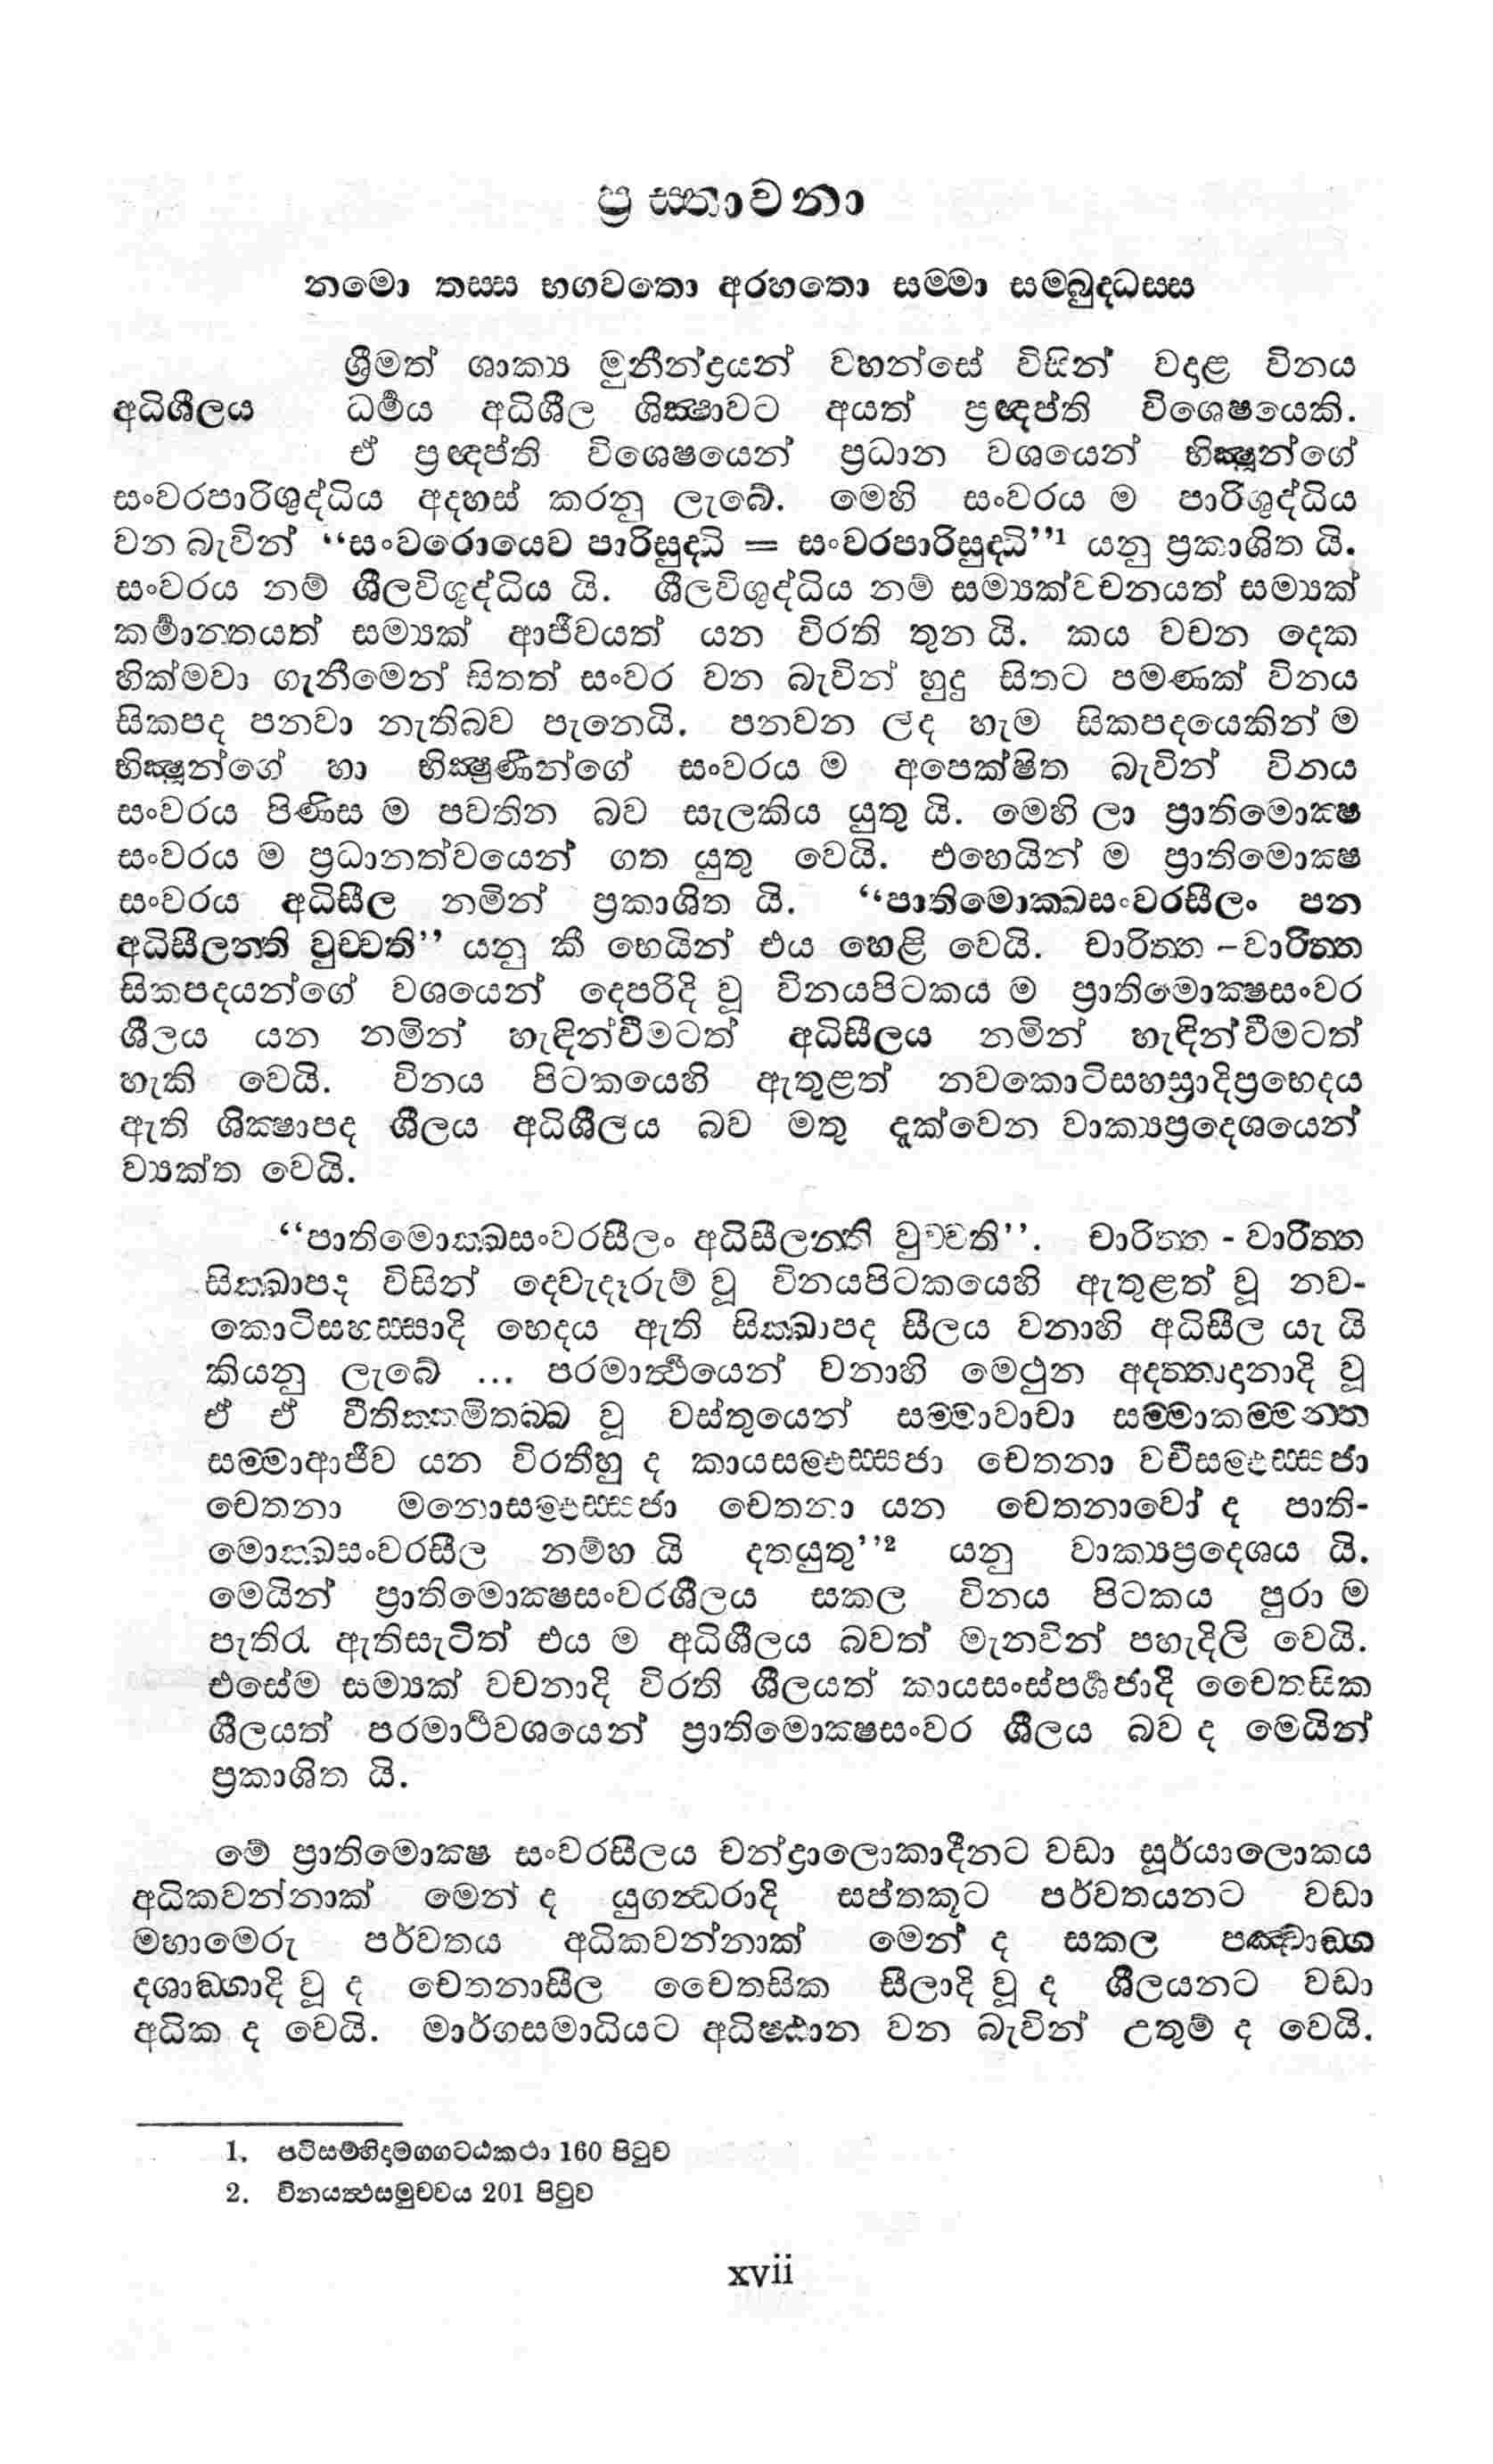 ප්‍රස්තාවනා
නමො තස්ස භගවතො අරහතො සම්මා සම්බුද්ධස්ස
ශ්‍රීමත් ශාක්‍ය මුනීන්ද්‍රයන් වහන්සේ විසින් වදාළ විනය
අධිශීලය ධර්‍මය අධිශීල ශික්‍ෂාවට අයත් ප්‍රඥප්ති විශෙෂයෙකි.
ඒ ප්‍රඥප්ති විශෙෂයෙන් ප්‍රධාන වශයෙන් භික්‍ෂූන්ගේ
සංවරපාරිශුද්ධිය අදහස් කරනු ලැබේ. මෙහි සංවරය ම පාරිශුද්ධිය
වන බැවින් “සංවරොයෙව පාරිසුද්ධි = සංවරපාරිසුද්ධි”1 යනු ප්‍රකාශිත යි.
සංවරය නම් ශීලවිශුද්ධිය යි. ශීලවිශුද්ධිය නම් සම්‍යක්වචනයත් සම්‍යක්
කර්‍මාන්තයත් සම්‍යක් ආජීවයත් යන විරති තුන යි. කය වචන දෙක
හික්මවා ගැනීමෙන් සිතත් සංවර වන බැවින් හුදු සිතට පමණක් විනය
සිකපද පනවා නැතිබව පැනෙයි. පනවන ලද හැම සිකපදයෙකින් ම
භික්‍ෂූන්ගේ හා භික්‍ෂුණීන්ගේ සංවරය ම අපෙක්ෂිත බැවින් විනය
සංවරය පිණිස ම පවතින බව සැලකිය යුතු යි. මෙහි ලා ප්‍රාතිමොක්‍ෂ
සංවරය ම ප්‍රධානත්වයෙන් ගත යුතු වෙයි. එහෙයින් ම ප්‍රාතිමොක්‍ෂ
සංවරය අධිසීල නමින් ප්‍රකාශිත යි. “පාතිමොක්ඛසංවරසීලං පන
අධිසීලන්ති වුච්චති” යනු කී හෙයින් එය හෙළි වෙයි. චාරිත්ත – වාරිත්ත
සිකපදයන්ගේ වශයෙන් දෙපරිදි වූ විනයපිටකය ම ප්‍රාතිමොක්‍ෂසංවර
ශීලය යන නමින් හැඳින්වීමටත් අධිසීලය නමින් හැඳින්වීමටත්
හැකි වෙයි. විනය පිටකයෙහි ඇතුළත් නවකොටිසහස්‍රාදිප්‍රභෙදය
ඇති ශික්‍ෂාපද ශීලය අධිශීලය බව මතු දැක්වෙන වාක්‍යප්‍රදෙශයෙන්
ව්‍යක්ත වෙයි.
“පාතිමොක්ඛසංවරසීලං අධිසීලන්ති වුච්චති”. චාරිත්ත - වාරිත්ත
සික්ඛාපද විසින් දෙවැදෑරුම් වූ විනයපිටකයෙහි ඇතුළත් වූ නව-
කොටිසහස්සාදි භෙදය ඇති සික්ඛාපද සීලය වනාහි අධිසීල යැ යි
කියනු ලැබේ ... පරමාර්‍ත්‍ථයෙන් වනාහි මෙථුන අදත්තාදානාදි වූ
ඒ ඒ වීතික්කමිතබ්බ වූ වස්තුයෙන් සම්මාවාචා සම්මාකම්මන්ත
සම්මාආජීව යන විරතීහු ද කායසම්ඵස්සජා චෙතනා වචීසම්ඵස්සජා
චෙතනා මනොසම්ඵස්සජා චෙතනා යන චෙතනාවෝ ද පාති-
මොක්ඛසංවරසීල නම්හ යි දතයුතු”2 යනු වාක්‍යප්‍රදෙශය යි.
මෙයින් ප්‍රාතිමොක්‍ෂසංවරශීලය සකල විනය පිටකය පුරා ම
පැතිර ඇතිසැටිත් එය ම අධිශීලය බවත් මැනවින් පහැදිලි වෙයි.
එසේම සම්‍යක් වචනාදි විරති ශීලයත් කායසංස්පර්‍ශජාදි චෛතසික
ශීලයත් පරමාර්‍ථවශයෙන් ප්‍රාතිමොක්‍ෂසංවර ශීලය බව ද මෙයින්
ප්‍රකාශිත යි.
මේ ප්‍රාතිමොක්‍ෂ සංවරසීලය චන්ද්‍රාලොකාදීනට වඩා සූර්යාලොකය
අධිකවන්නාක් මෙන් ද යුගන්‍ධරාදි සප්තකූට පර්වතයනට වඩා
මහාමෙරු පර්වතය අධිකවන්නාක් මෙන් ද සකල පඤ්චාඞ්ග
දශාඞ්ගාදි වූ ද චෙතනාසීල චෛතසික සීලාදි වූ ද ශීලයනට වඩා
අධික ද වෙයි. මාර්ගසමාධියට අධිෂ්ඨාන වන බැවින් උතුම් ද වෙයි.
1. පටිසම්භිදාමග්ගට්ඨකථා 160 පිටුව
2. විනයත්‍ථසමුච්චය 201 පිටුව
xvii